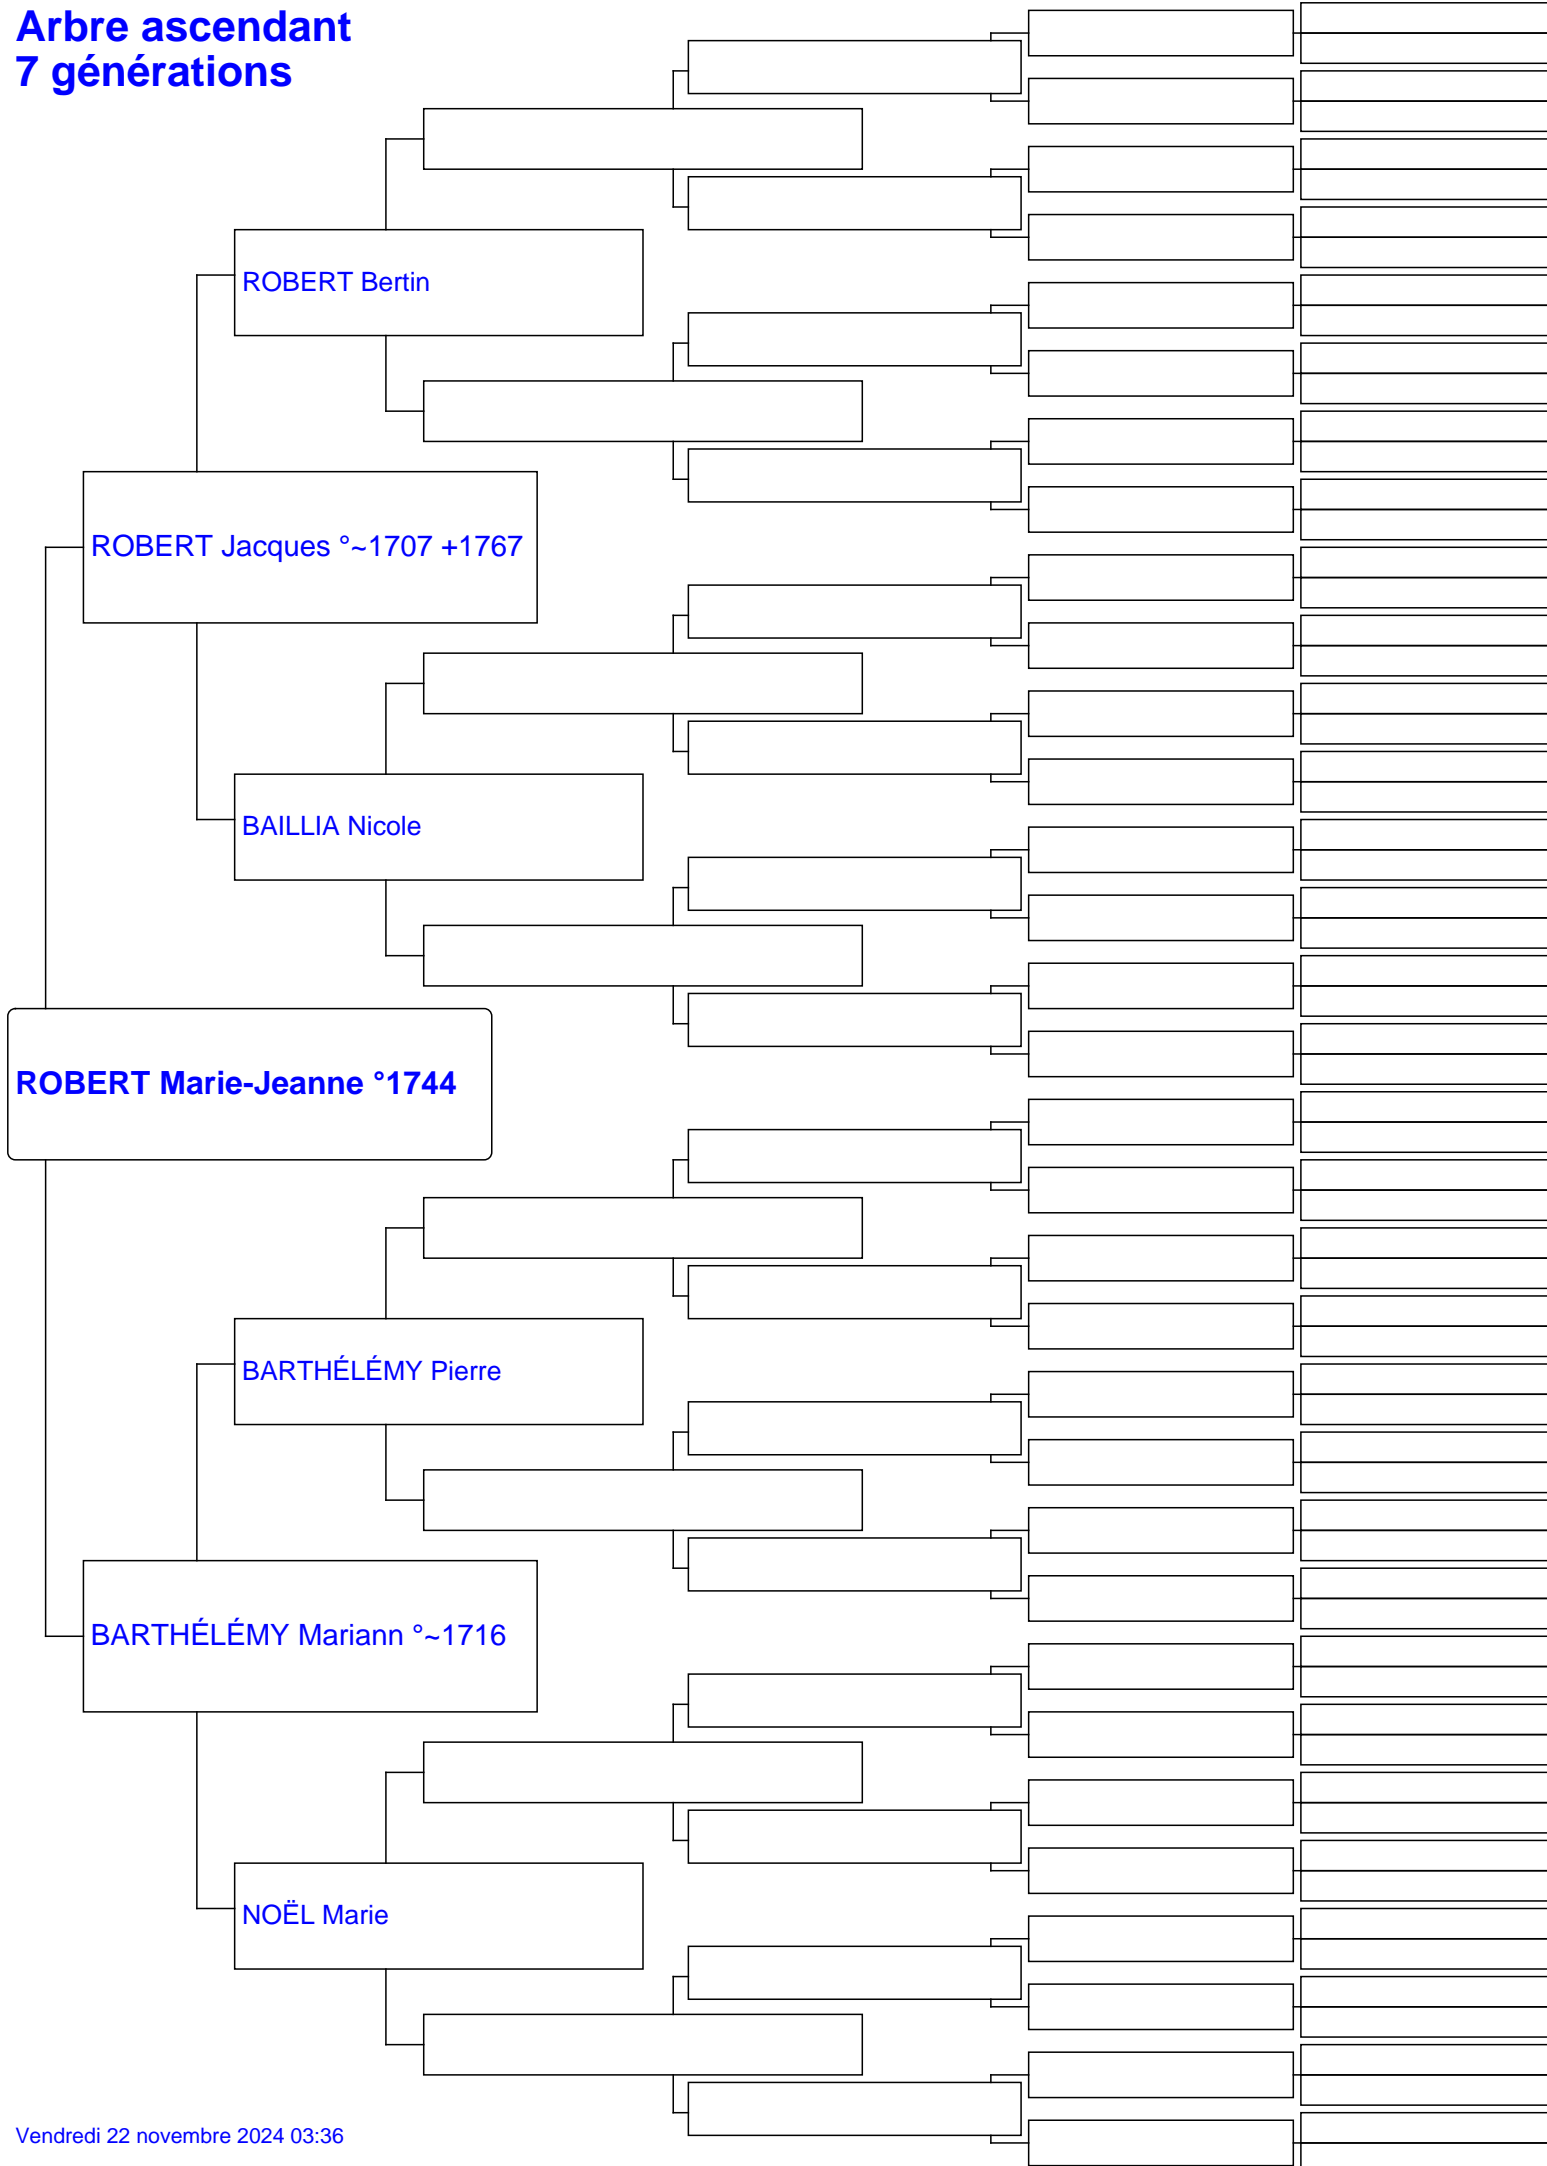 Arbre ascendant
7 générations
ROBERT Bertin
ROBERT Jacques °~1707 +1767
BAILLIA Nicole
ROBERT Marie-Jeanne °1744
BARTHÉLÉMY Pierre
BARTHÉLÉMY Mariann °~1716
NOËL Marie
Vendredi 22 novembre 2024 03:36